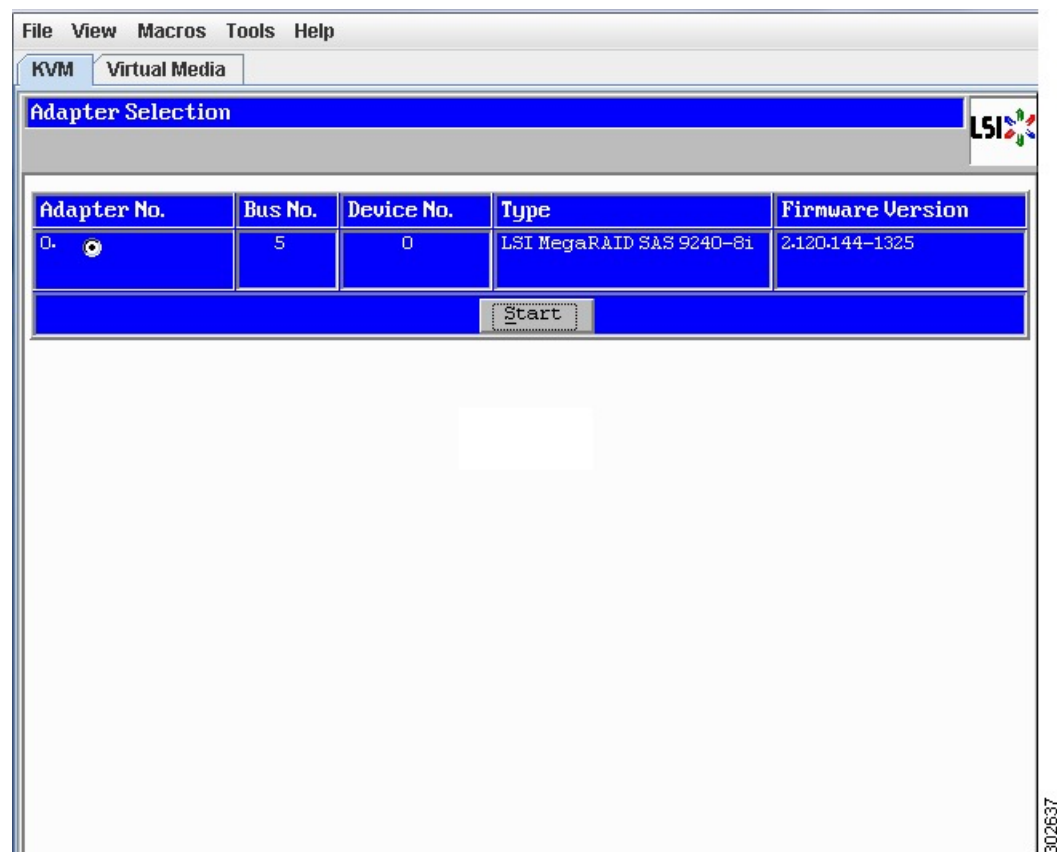 File View Macros Tools Help
KVM Virtual Media
Adapter Selection
LSI
Adapter No. Bus No. Device No. Type Firmware Version
0. 5 0 LSI MegaRAID SAS 9240-8i 2.120.144-1325
Start
302637